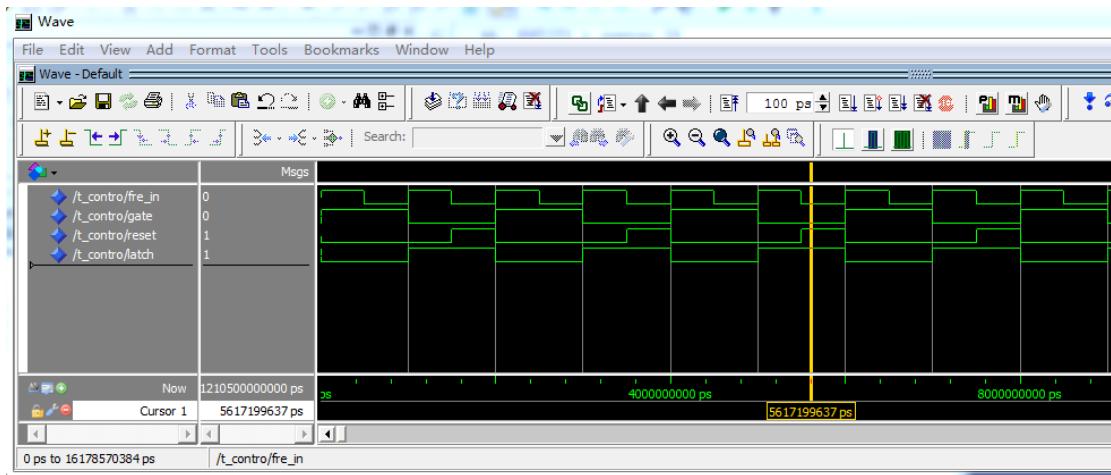 Wave
File Edit View Add Format Tools Bookmarks Window Help
Wave - Default
100 ps
Search:
Msgs
/t_contro/fre_in 0
/t_contro/gate 0
/t_contro/reset 1
/t_contro/latch 1
Now 1210500000000 ps ps 4000000000 ps 8000000000 ps
Cursor 1 5617199637 ps 5617199637 ps
0 ps to 16178570384 ps /t_contro/fre_in